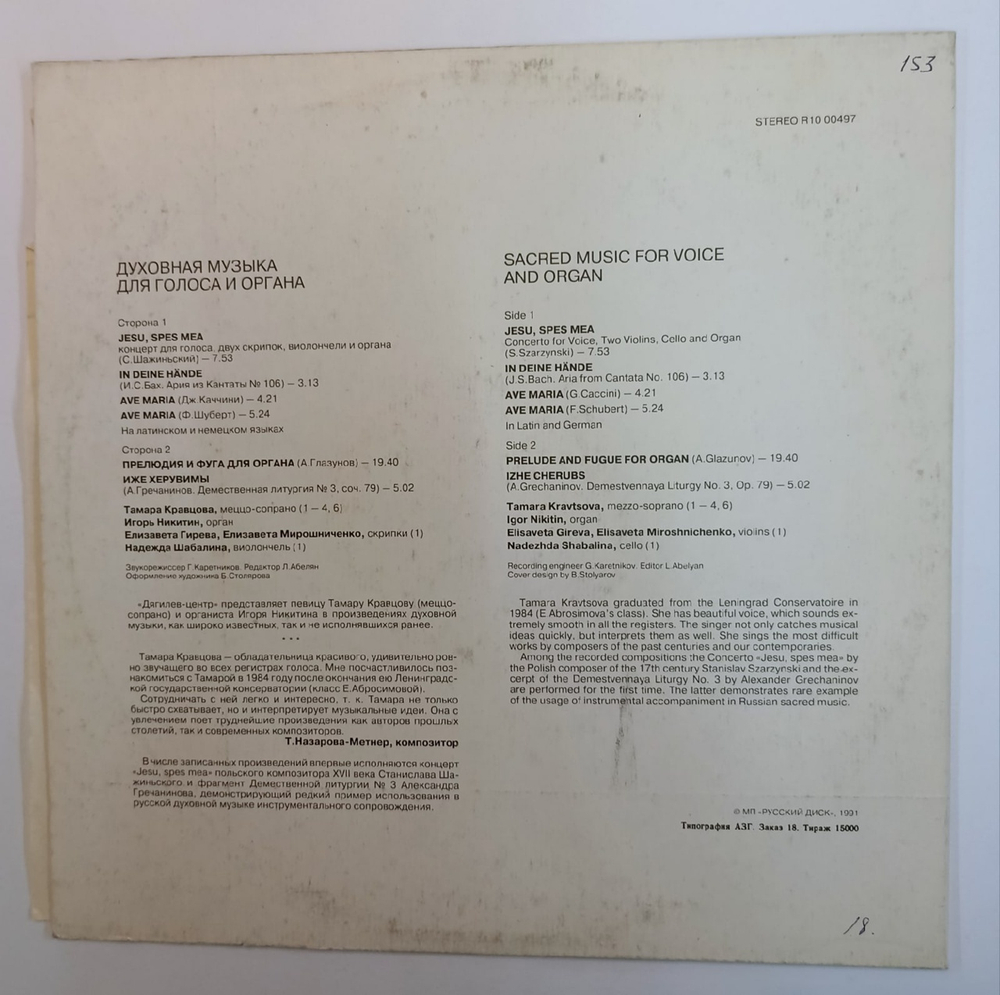 153
STEREO R10 00497
ДУХОВНАЯ МУЗЫКА
ДЛЯ ГОЛОСА И ОРГАНА
Сторона 1
JESU, SPES MEA
концерт для голоса, двух скрипок, виолончели и органа
(С.Шажиньский) — 7.53
IN DEINE HÄNDE
(И.С.Бах. Ария из Кантаты № 106) — 3.13
AVE MARIA (Дж.Каччини) — 4.21
AVE MARIA (Ф.Шуберт) — 5.24
На латинском и немецком языках
Сторона 2
ПРЕЛЮДИЯ И ФУГА ДЛЯ ОРГАНА (А.Глазунов) — 19.40
ИЖЕ ХЕРУВИМЫ
(А.Гречанинов. Демественная литургия № 3, соч. 79) — 5.02
Тамара Кравцова, меццо-сопрано (1 — 4, 6)
Игорь Никитин, орган
Елизавета Гирева, Елизавета Мирошниченко, скрипки (1)
Надежда Шабалина, виолончель (1)
Звукорежиссер Г.Каретников. Редактор Л.Абелян
Оформление художника Б.Столярова
«Дягилев-центр» представляет певицу Тамару Кравцову (меццо-
сопрано) и органиста Игоря Никитина в произведениях духовной
музыки, как широко известных, так и не исполнявшихся ранее.
* * *
Тамара Кравцова — обладательница красивого, удивительно ров-
но звучащего во всех регистрах голоса. Мне посчастливилось поз-
накомиться с Тамарой в 1984 году после окончания ею Ленинградс-
кой государственной консерватории (класс Е.Абросимовой).
Сотрудничать с ней легко и интересно, т. к. Тамара не только
быстро схватывает, но и интерпретирует музыкальные идеи. Она с
увлечением поет труднейшие произведения как авторов прошлых
столетий, так и современных композиторов.
Т.Назарова-Метнер, композитор
В числе записанных произведений впервые исполняются концерт
«Jesu, spes mea» польского композитора XVII века Станислава Ша-
жиньского и фрагмент Демественной литургии № 3 Александра
Гречанинова, демонстрирующий редкий пример использования в
русской духовной музыке инструментального сопровождения.
SACRED MUSIC FOR VOICE
AND ORGAN
Side 1
JESU, SPES MEA
Concerto for Voice, Two Violins, Cello and Organ
(S.Szarzynski) — 7.53
IN DEINE HÄNDE
(J.S.Bach. Aria from Cantata No. 106) — 3.13
AVE MARIA (G Caccini) — 4.21
AVE MARIA (F.Schubert) — 5.24
In Latin and German
Side 2
PRELUDE AND FUGUE FOR ORGAN (A.Glazunov) — 19.40
IZHE CHERUBS
(A.Grechaninov. Demestvennaya Liturgy No. 3, Op. 79) — 5.02
Tamara Kravtsova, mezzo-soprano (1 — 4, 6)
Igor Nikitin, organ
Elisaveta Gireva, Elisaveta Miroshnichenko, violins (1)
Nadezhda Shabalina, cello (1)
Recording engineer G.Karetnikov. Editor L.Abelyan
Cover design by B.Stolyarov
Tamara Kravtsova graduated from the Leningrad Conservatoire in
1984 (E Abrosimova's class). She has beautiful voice, which sounds ex-
tremely smooth in all the registers. The singer not only catches musical
ideas quickly, but interprets them as well. She sings the most difficult
works by composers of the past centuries and our contemporaries.
Among the recorded compositions the Concerto «Jesu, spes mea» by
the Polish composer of the 17th century Stanislav Szarzynski and the ex-
cerpt of the Demestvennaya Liturgy No. 3 by Alexander Grechaninov
are performed for the first time. The latter demonstrates rare example
of the usage of instrumental accompaniment in Russian sacred music.
© МП «РУССКИЙ ДИСК», 1991
Типография АЗГ. Заказ 18. Тираж 15000
18.